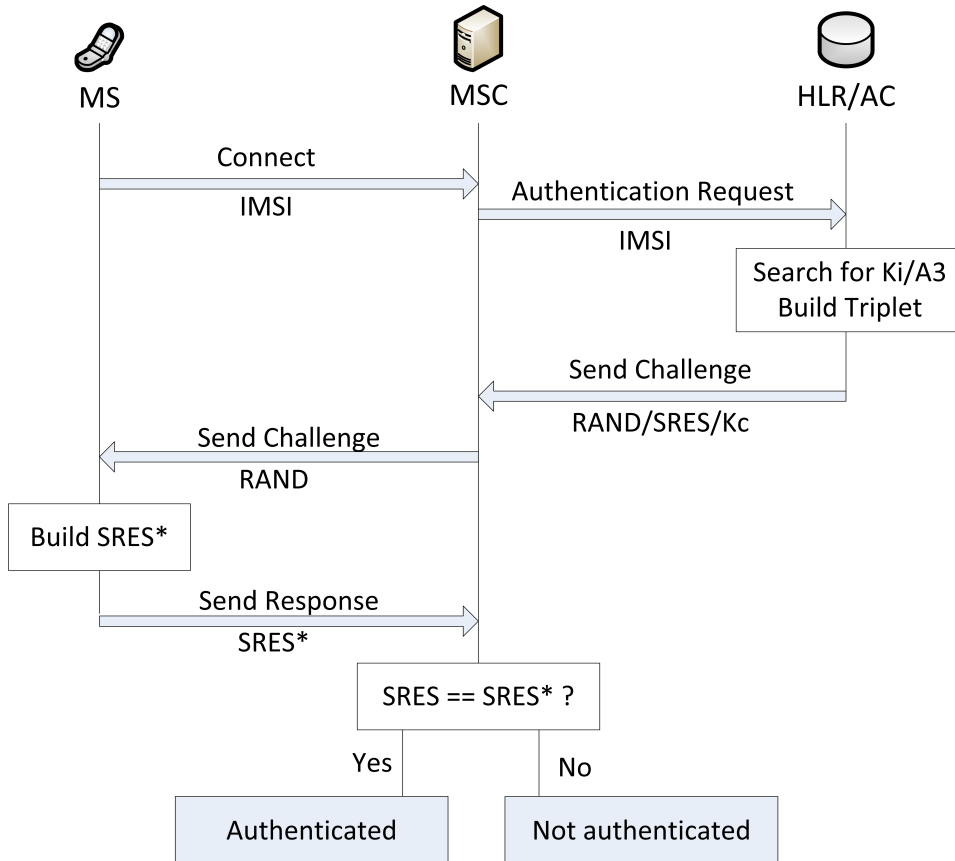 MS
MSC
HLR/AC
Connect
IMSI
Authentication Request
IMSI
Search for Ki/A3
Build Triplet
Send Challenge
RAND/SRES/Kc
Send Challenge
RAND
Build SRES*
Send Response
SRES*
SRES == SRES* ?
Yes
No
Authenticated
Not authenticated